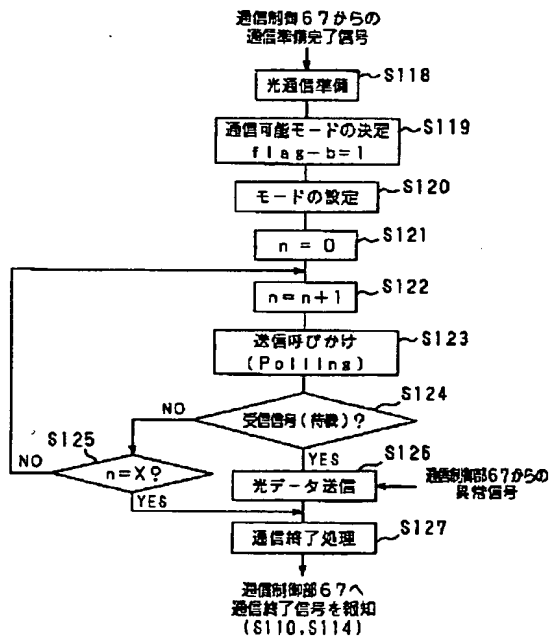 通信制御67からの
通信準備完了信号
光通信準備
S118
通信可能モードの決定
flag-b=1
S119
モードの設定
S120
n = 0
S121
n=n+1
S122
送信呼びかけ
(Polling)
S123
受信信号(待機)?
S124
NO
YES
S125
n=X?
NO
YES
光データ送信
S126
通信制御部67からの
異常信号
通信終了処理
S127
通信制御部67へ
通信終了信号を報知
(S110,S114)